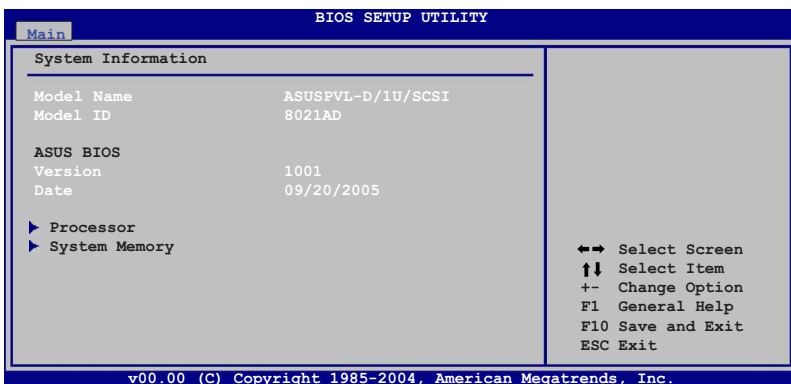 BIOS SETUP UTILITY
Main
System Information
Model Name ASUSPVL-D/1U/SCSI
Model ID 8021AD
ASUS BIOS
Version 1001
Date 09/20/2005
Processor
System Memory
←→ Select Screen
↑↓ Select Item
+- Change Option
F1 General Help
F10 Save and Exit
ESC Exit
v00.00 (C) Copyright 1985-2004, American Megatrends, Inc.